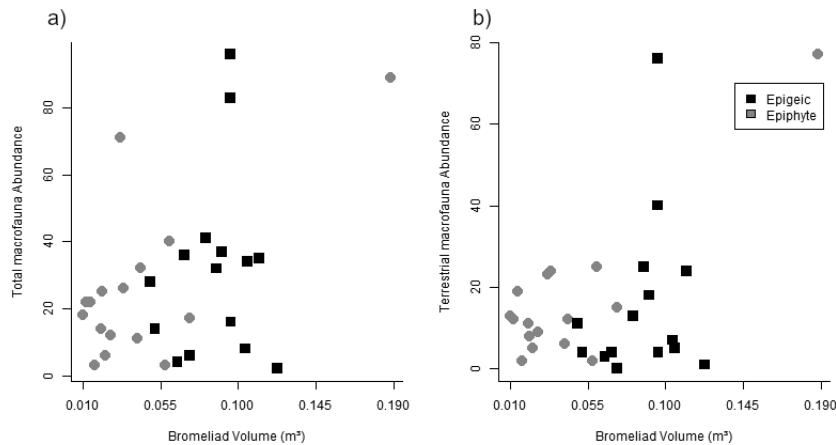 a)
Total macrofauna Abundance
0 20 40 60 80
0.010 0.055 0.100 0.145 0.190
Bromeliad Volume (m³)
b)
Terrestrial macrofauna Abundance
0 20 40 60 80
Epigeic
Epiphyte
0.010 0.055 0.100 0.145 0.190
Bromeliad Volume (m³)